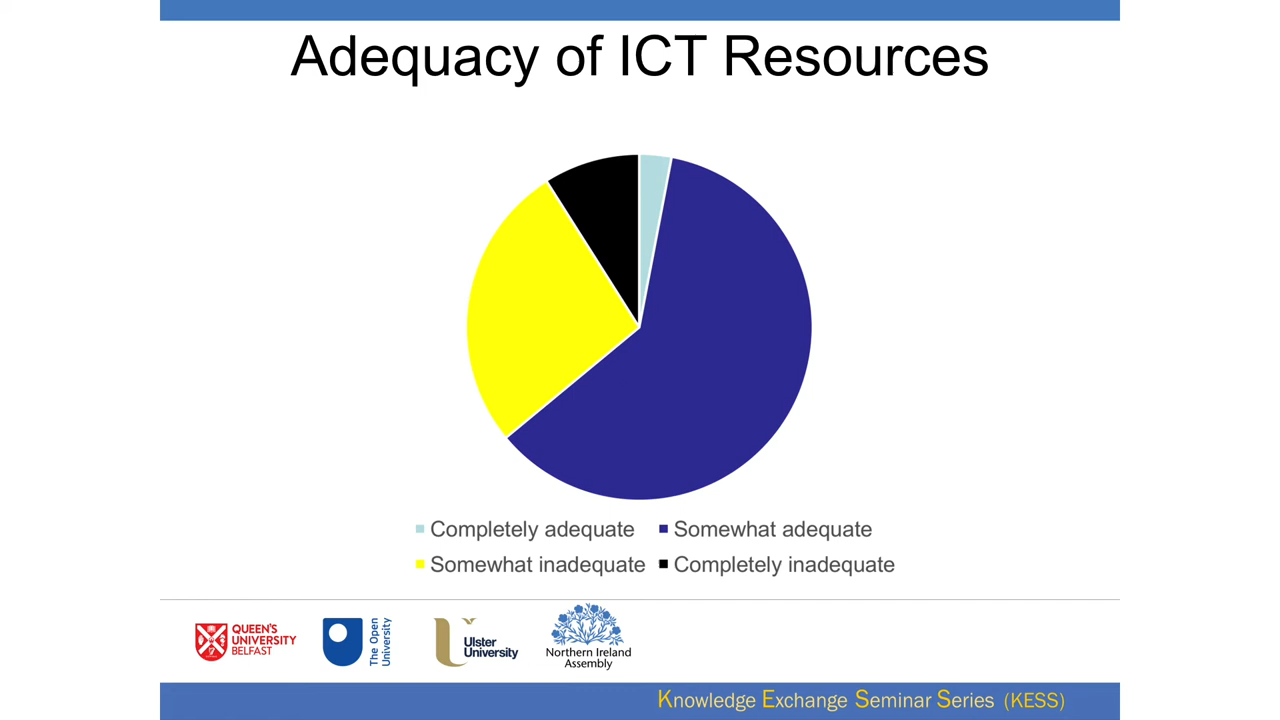 Adequacy of ICT Resources
Completely adequate
Somewhat adequate
Somewhat inadequate
Completely inadequate
QUEEN'S
UNIVERSITY
BELFAST
The Open
University
Ulster
University
Northern Ireland
Assembly
Knowledge Exchange Seminar Series (KESS)